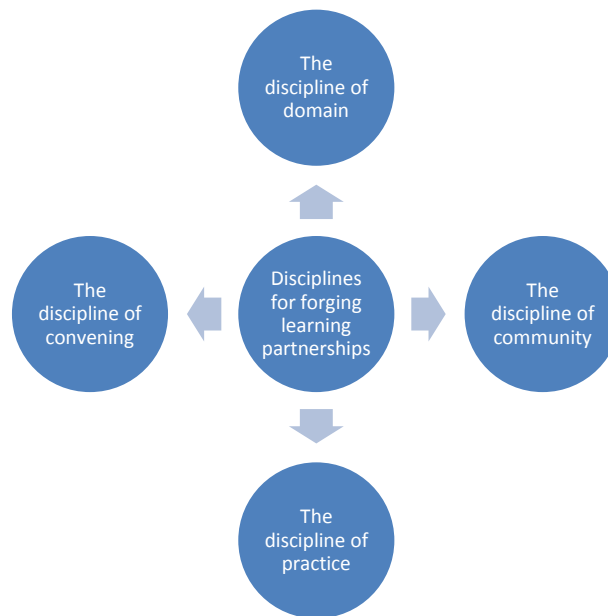 The
discipline of
domain
The
discipline of
convening
Disciplines
for forging
learning
partnerships
The
discipline of
community
The
discipline of
practice